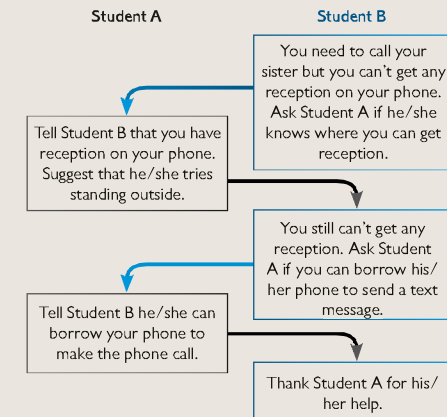 Student A
Student B
You need to call your
sister but you can't get any
reception on your phone.
Ask Student A if he/she
knows where you can get
reception.
Tell Student B that you have
reception on your phone.
Suggest that he/she tries
standing outside.
You still can't get any
reception. Ask Student
A if you can borrow his/
her phone to send a text
message.
Tell Student B he/she can
borrow your phone to
make the phone call.
Thank Student A for his/
her help.